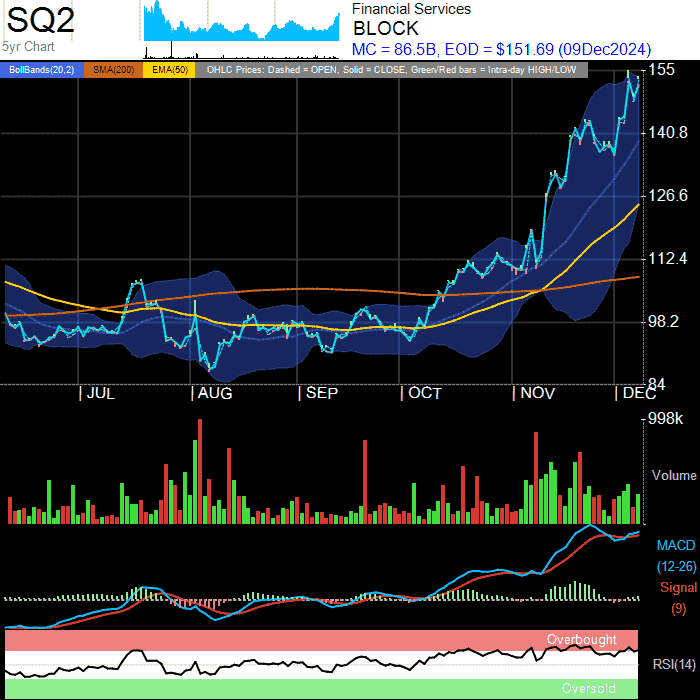 SQ2
5yr Chart
Financial Services
BLOCK
MC = 86.5B, EOD = $151.69 (09Dec2024)
BollBands(20,2) SMA(200) EMA(50) OHLC Prices: Dashed = OPEN, Solid = CLOSE, Green/Red bars = Intra-day HIGH/LOW
155
140.8
126.6
112.4
98.2
84
| JUL | AUG | SEP | OCT | NOV | DEC
998k
Volume
MACD
(12-26)
Signal
(9)
Overbought
RSI(14)
Oversold